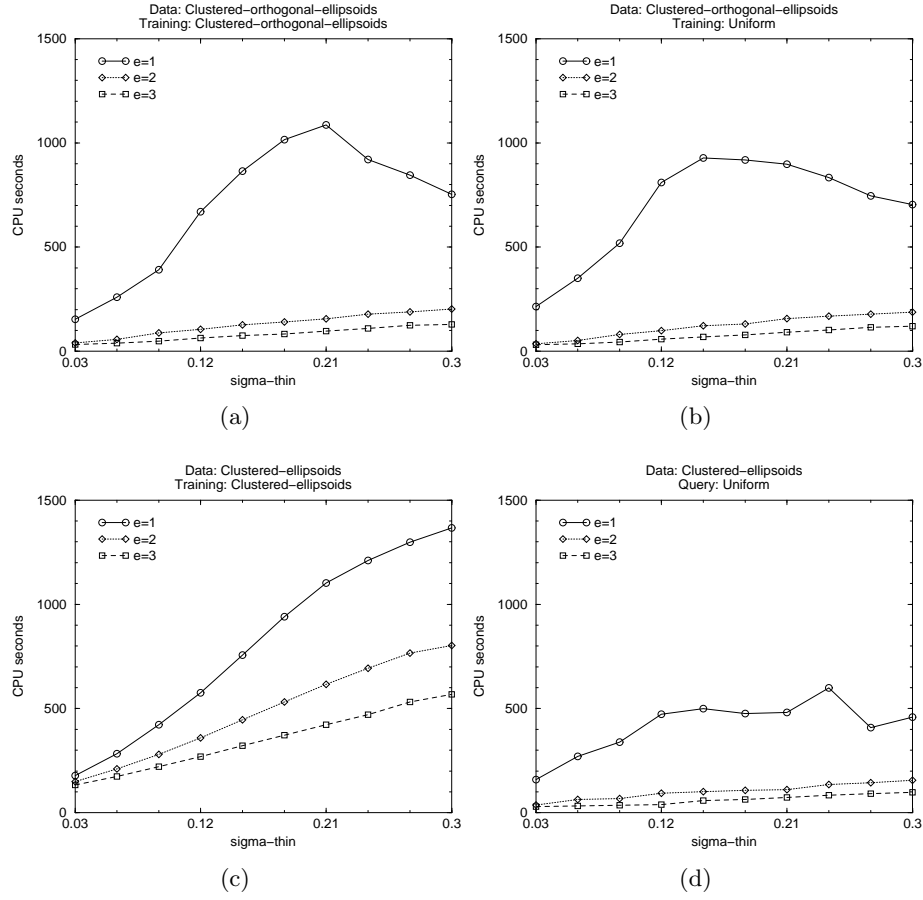 Data: Clustered-orthogonal-ellipsoids
Training: Clustered-orthogonal-ellipsoids
1500
e=1
e=2
e=3
1000
CPU seconds
500
0
0.03 0.12 0.21 0.3
sigma-thin
(a)
Data: Clustered-orthogonal-ellipsoids
Training: Uniform
1500
e=1
e=2
e=3
1000
CPU seconds
500
0
0.03 0.12 0.21 0.3
sigma-thin
(b)
Data: Clustered-ellipsoids
Training: Clustered-ellipsoids
1500
e=1
e=2
e=3
1000
CPU seconds
500
0
0.03 0.12 0.21 0.3
sigma-thin
(c)
Data: Clustered-ellipsoids
Query: Uniform
1500
e=1
e=2
e=3
1000
CPU seconds
500
0
0.03 0.12 0.21 0.3
sigma-thin
(d)